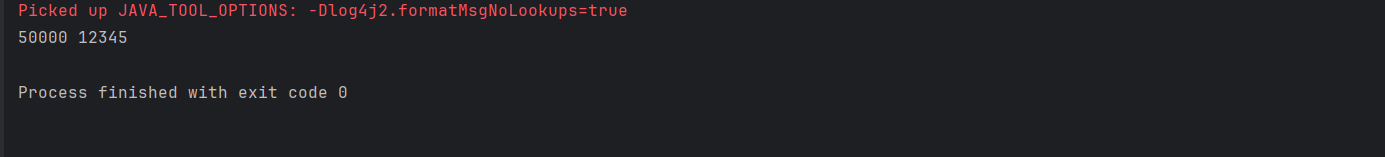 Picked up JAVA_TOOL_OPTIONS: -Dlog4j2.formatMsgNoLookups=true
50000 12345
Process finished with exit code 0